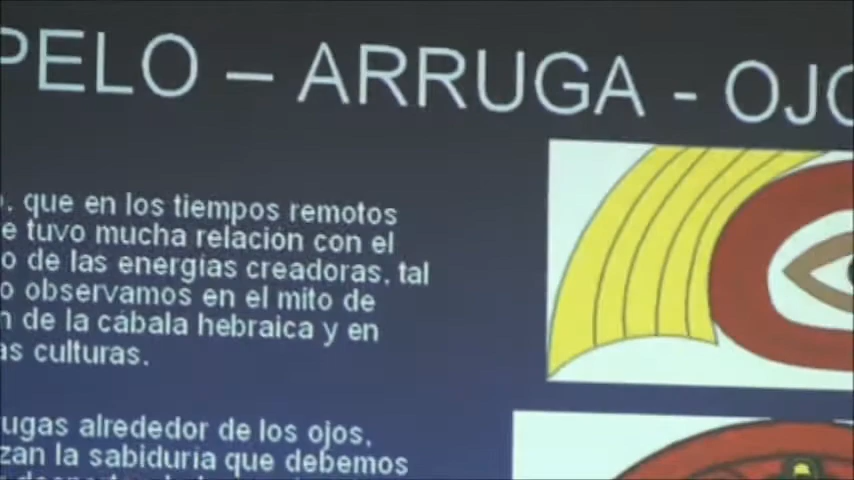 PELO – ARRUGA - OJO
que en los tiempos remotos
e tuvo mucha relación con el
o de las energías creadoras, tal
o observamos en el mito de
n de la cábala hebraica y en
as culturas.
ugas alrededor de los ojos,
zan la sabiduría que debemos